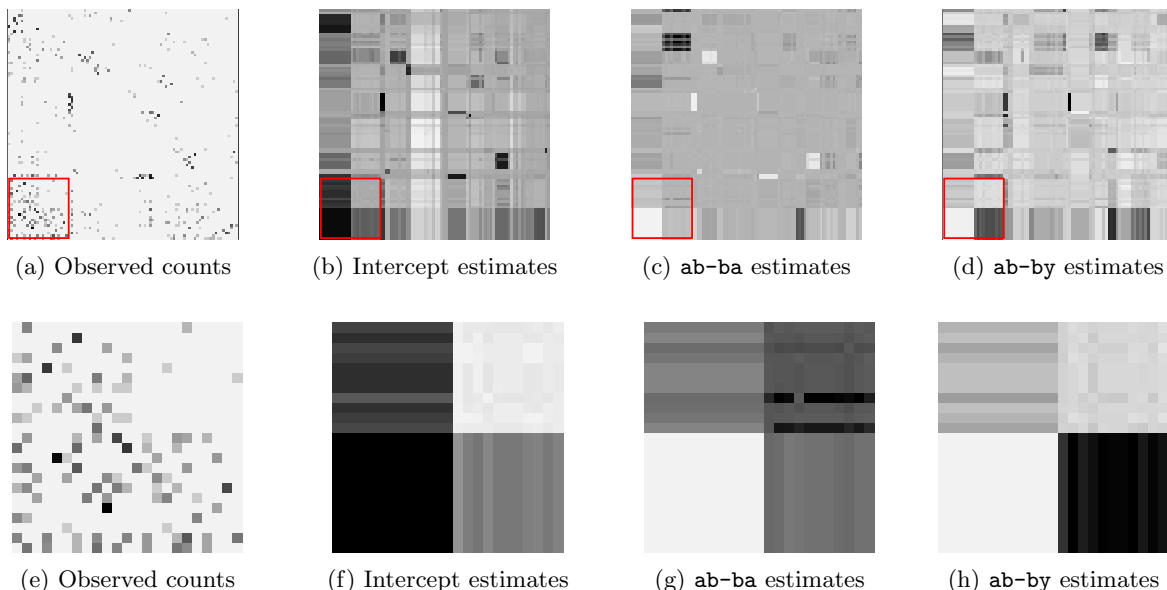 (a) Observed counts
(b) Intercept estimates
(c) ab-ba estimates
(d) ab-by estimates
(e) Observed counts
(f) Intercept estimates
(g) ab-ba estimates
(h) ab-by estimates